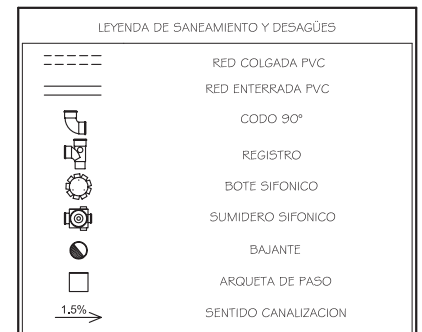 LEYENDA DE SANEAMIENTO Y DESAGÜES
RED COLGADA PVC
RED ENTERRADA PVC
CODO 90º
REGISTRO
BOTE SIFONICO
SUMIDERO SIFONICO
BAJANTE
ARQUETA DE PASO
1.5% SENTIDO CANALIZACION